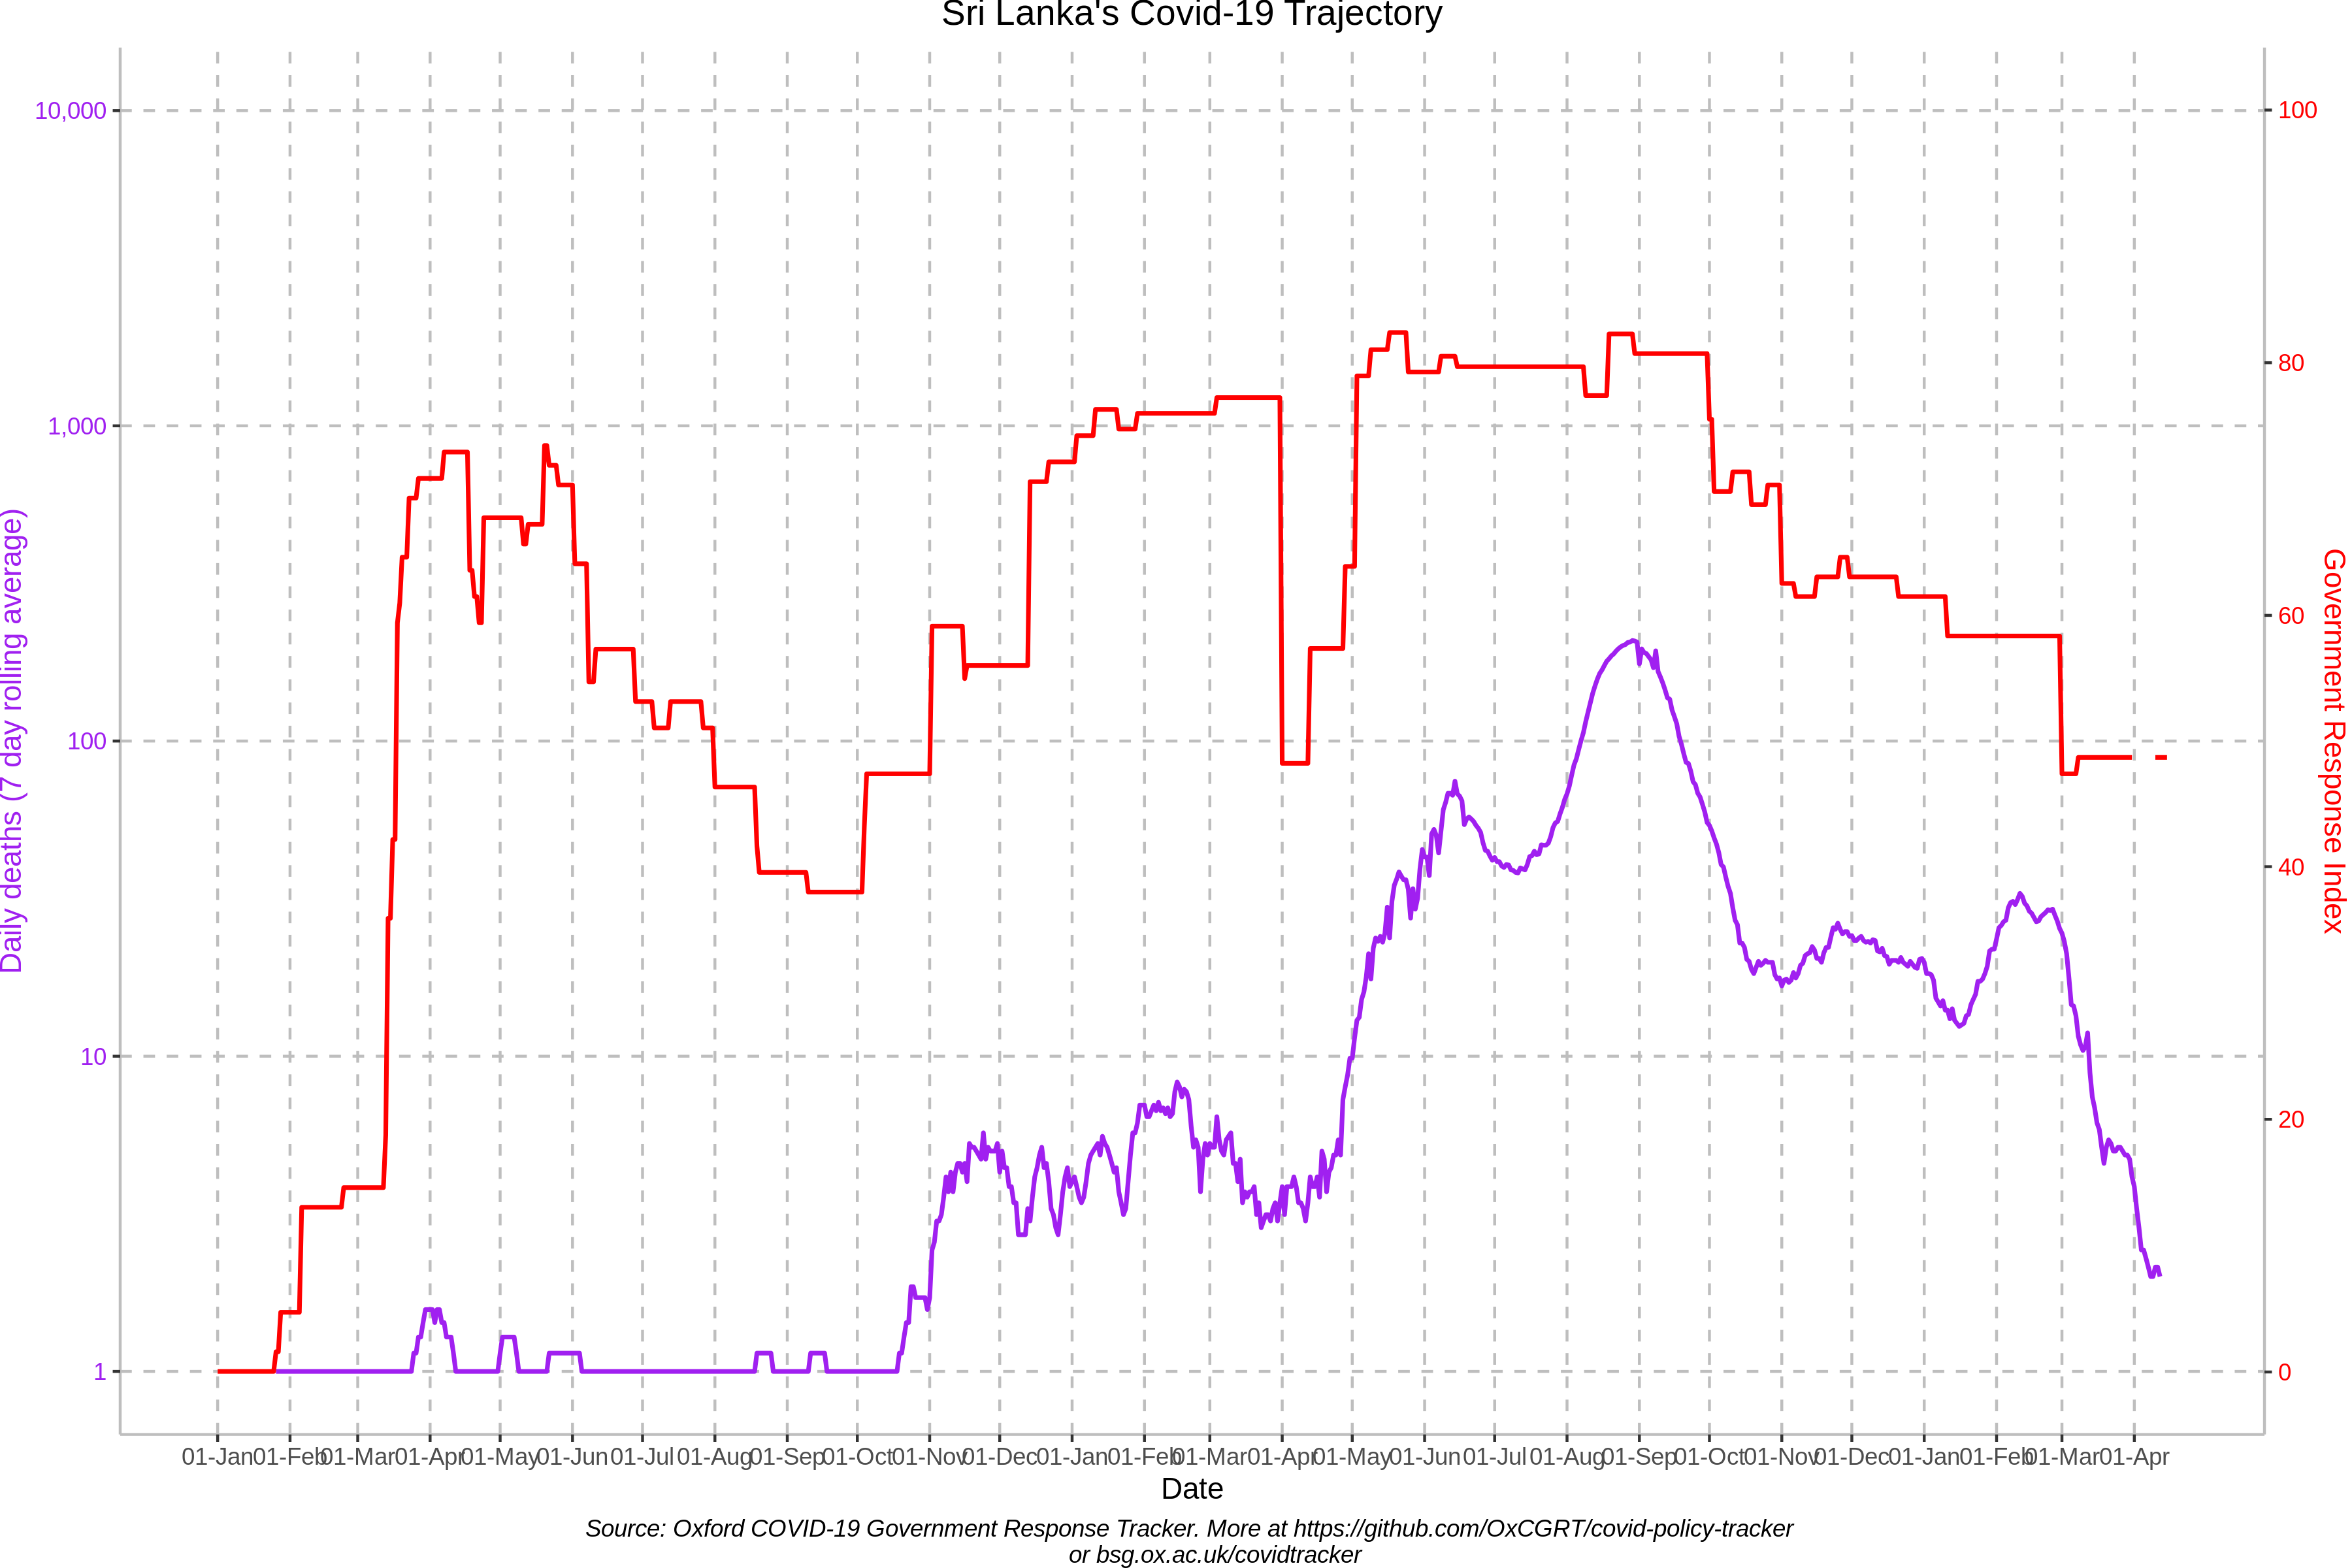 Sri Lanka's Covid-19 Trajectory
10,000
1,000
100
10
1
Daily deaths (7 day rolling average)
100
80
60
40
20
0
Government Response Index
01-Jan 01-Feb 01-Mar 01-Apr 01-May 01-Jun 01-Jul 01-Aug 01-Sep 01-Oct 01-Nov 01-Dec 01-Jan 01-Feb 01-Mar 01-Apr 01-May 01-Jun 01-Jul 01-Aug 01-Sep 01-Oct 01-Nov 01-Dec 01-Jan 01-Feb 01-Mar 01-Apr
Date
Source: Oxford COVID-19 Government Response Tracker. More at https://github.com/OxCGRT/covid-policy-tracker
or bsg.ox.ac.uk/covidtracker